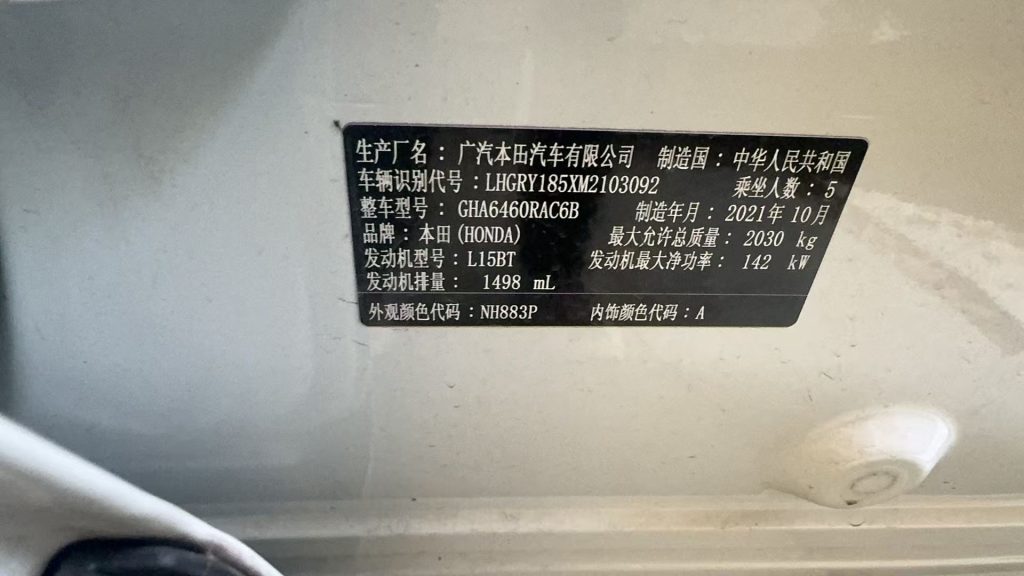 生产厂名：广汽本田汽车有限公司 制造国：中华人民共和国
车辆识别代号：LHGRY185XM2103092 乘坐人数：5
整车型号：GHA6460RAC6B 制造年月：2021年10月
品牌：本田(HONDA) 最大允许总质量：2030 kg
发动机型号：L15BT 发动机最大净功率：142 kW
发动机排量：1498 mL
外观颜色代码：NH883P 内饰颜色代码：A